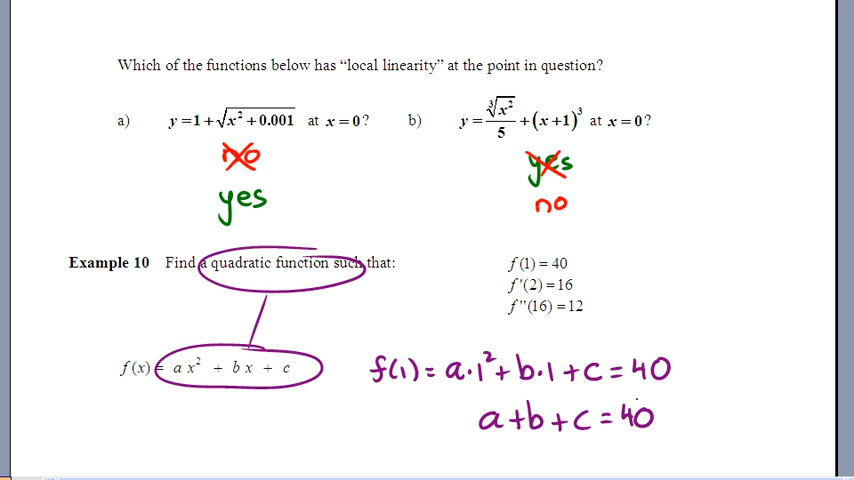 Which of the functions below has “local linearity” at the point in question?
a) y = 1 + √(x² + 0.001) at x = 0? b) y = ∛(x²)/5 + (x + 1)³ at x = 0?
no yes
yes no
Example 10 Find a quadratic function such that: f(1) = 40
f'(2) = 16
f''(16) = 12
f(x) = ax² + bx + c f(1) = a·1² + b·1 + c = 40
a + b + c = 40